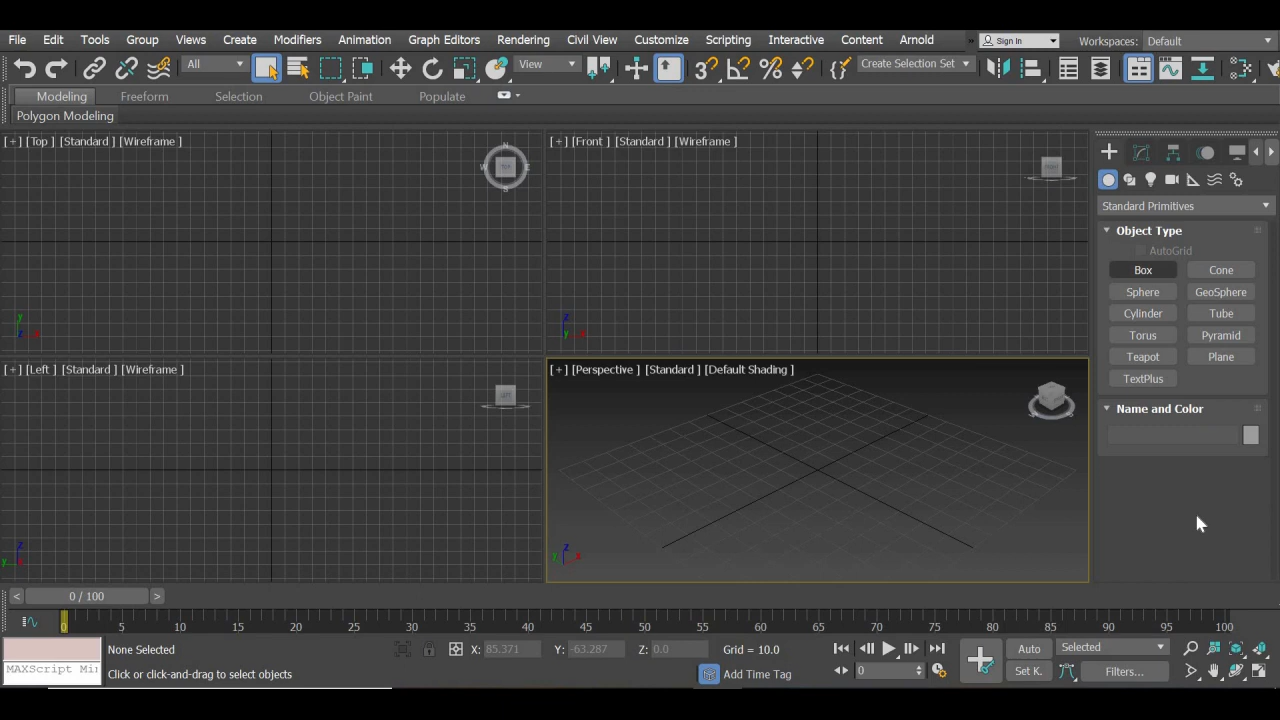 File Edit Tools Group Views Create Modifiers Animation Graph Editors Rendering Civil View Customize Scripting Interactive Content Arnold » Sign In Workspaces: Default
All View 3 % Create Selection Set
Modeling Freeform Selection Object Paint Populate
Polygon Modeling
[+] [Top ] [Standard ] [Wireframe ]
N
W E
S
y
z x
[+] [Front ] [Standard ] [Wireframe ]
FRONT
z
y x
[+] [Left ] [Standard ] [Wireframe ]
LEFT
z
y x
[+] [Perspective ] [Standard ] [Default Shading ]
z
y x
Standard Primitives
Object Type
AutoGrid
Box Cone
Sphere GeoSphere
Cylinder Tube
Torus Pyramid
Teapot Plane
TextPlus
Name and Color
< 0 / 100 >
0 5 10 15 20 25 30 35 40 45 50 55 60 65 70 75 80 85 90 95 100
None Selected X: 85.371 Y: -63.287 Z: 0.0 Grid = 10.0 Auto Selected
MAXScript Mi Click or click-and-drag to select objects Add Time Tag 0 Set K. Filters...